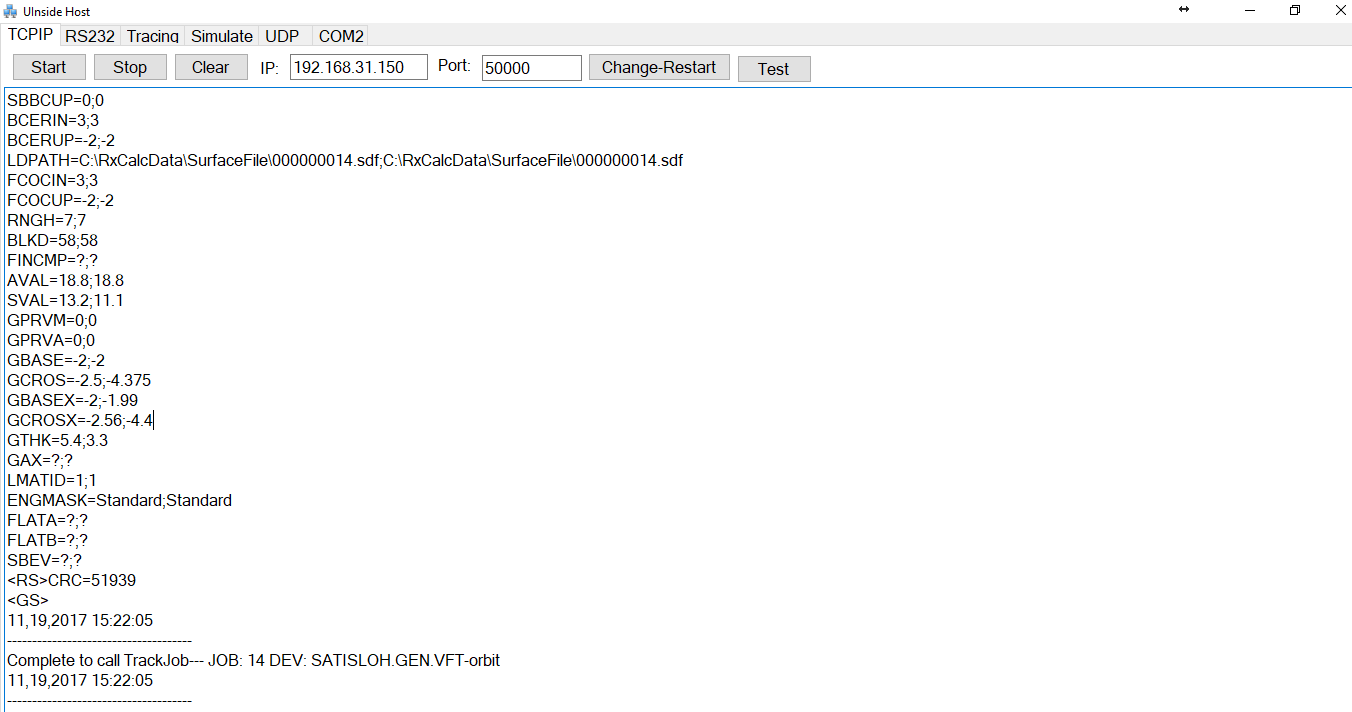 UInside Host
TCPIP RS232 Tracing Simulate UDP COM2
Start Stop Clear IP: 192.168.31.150 Port: 50000 Change-Restart Test
SBBCUP=0;0
BCERIN=3;3
BCERUP=-2;-2
LDPATH=C:\RxCalcData\SurfaceFile\000000014.sdf;C:\RxCalcData\SurfaceFile\000000014.sdf
FCOCIN=3;3
FCOCUP=-2;-2
RNGH=7;7
BLKD=58;58
FINCMP=?;?
AVAL=18.8;18.8
SVAL=13.2;11.1
GPRVM=0;0
GPRVA=0;0
GBASE=-2;-2
GCROS=-2.5;-4.375
GBASEX=-2;-1.99
GCROSX=-2.56;-4.4
GTHK=5.4;3.3
GAX=?;?
LMATID=1;1
ENGMASK=Standard;Standard
FLATA=?;?
FLATB=?;?
SBEV=?;?
<RS>CRC=51939
<GS>
11,19,2017 15:22:05
-------------------------------------
Complete to call TrackJob--- JOB: 14 DEV: SATISLOH.GEN.VFT-orbit
11,19,2017 15:22:05
-------------------------------------